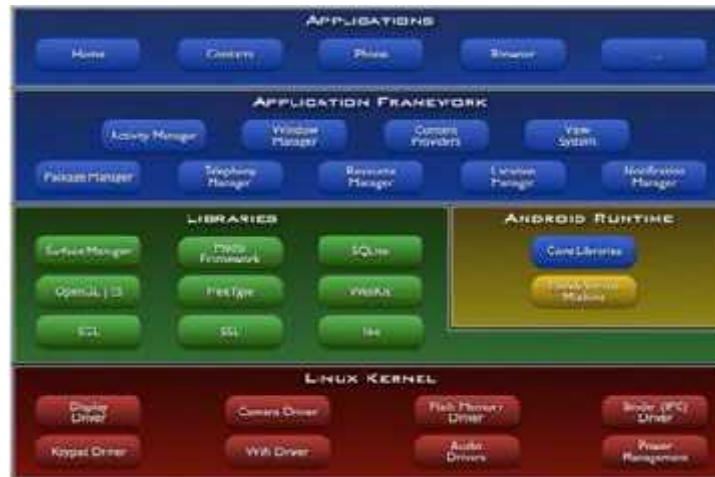 APPLICATIONS
Home
Contacts
Phone
Browser
...
APPLICATION FRAMEWORK
Activity Manager
Window
Manager
Content
Providers
View
System
Package Manager
Telephony
Manager
Resource
Manager
Location
Manager
Notification
Manager
LIBRARIES
Surface Manager
Media
Framework
SQLite
OpenGL | ES
FreeType
WebKit
SGL
SSL
libc
ANDROID RUNTIME
Core Libraries
Dalvik Virtual
Machine
LINUX KERNEL
Display
Driver
Camera Driver
Flash Memory
Driver
Binder (IPC)
Driver
Keypad Driver
WiFi Driver
Audio
Drivers
Power
Management